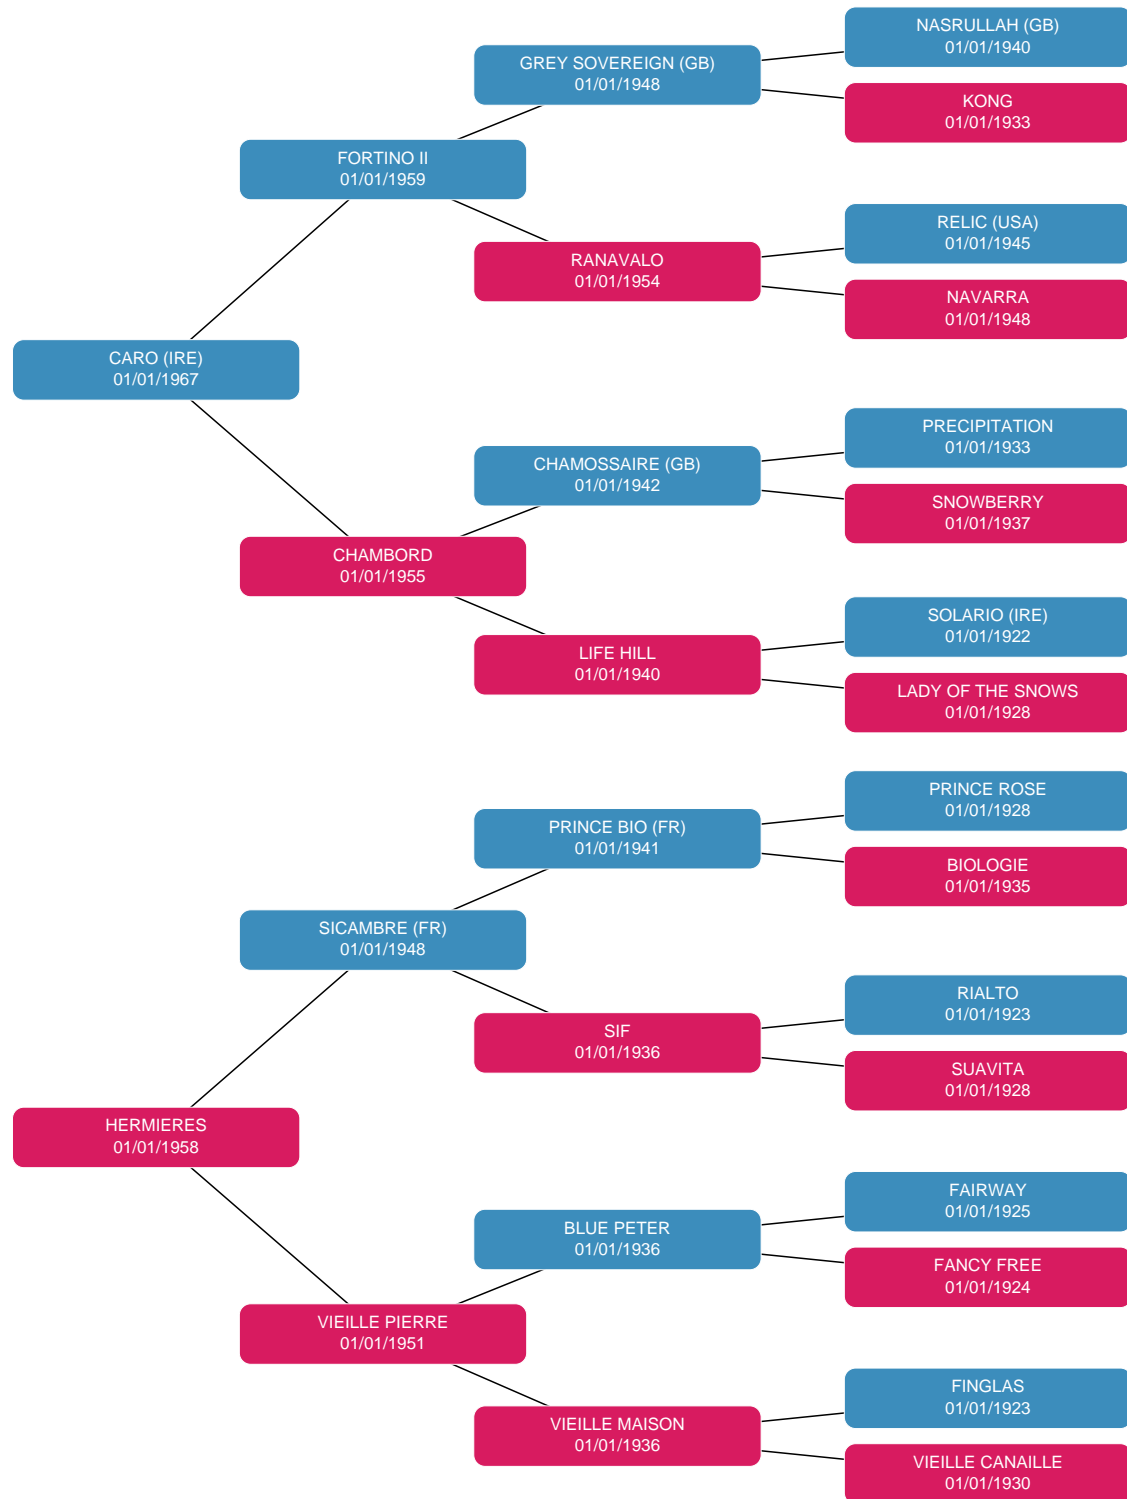 NASRULLAH (GB)
01/01/1940
GREY SOVEREIGN (GB)
01/01/1948
KONG
01/01/1933
FORTINO II
01/01/1959
RELIC (USA)
01/01/1945
RANAVALO
01/01/1954
NAVARRA
01/01/1948
CARO (IRE)
01/01/1967
PRECIPITATION
01/01/1933
CHAMOSSAIRE (GB)
01/01/1942
SNOWBERRY
01/01/1937
CHAMBORD
01/01/1955
SOLARIO (IRE)
01/01/1922
LIFE HILL
01/01/1940
LADY OF THE SNOWS
01/01/1928
PRINCE ROSE
01/01/1928
PRINCE BIO (FR)
01/01/1941
BIOLOGIE
01/01/1935
SICAMBRE (FR)
01/01/1948
RIALTO
01/01/1923
SIF
01/01/1936
SUAVITA
01/01/1928
HERMIERES
01/01/1958
FAIRWAY
01/01/1925
BLUE PETER
01/01/1936
FANCY FREE
01/01/1924
VIEILLE PIERRE
01/01/1951
FINGLAS
01/01/1923
VIEILLE MAISON
01/01/1936
VIEILLE CANAILLE
01/01/1930